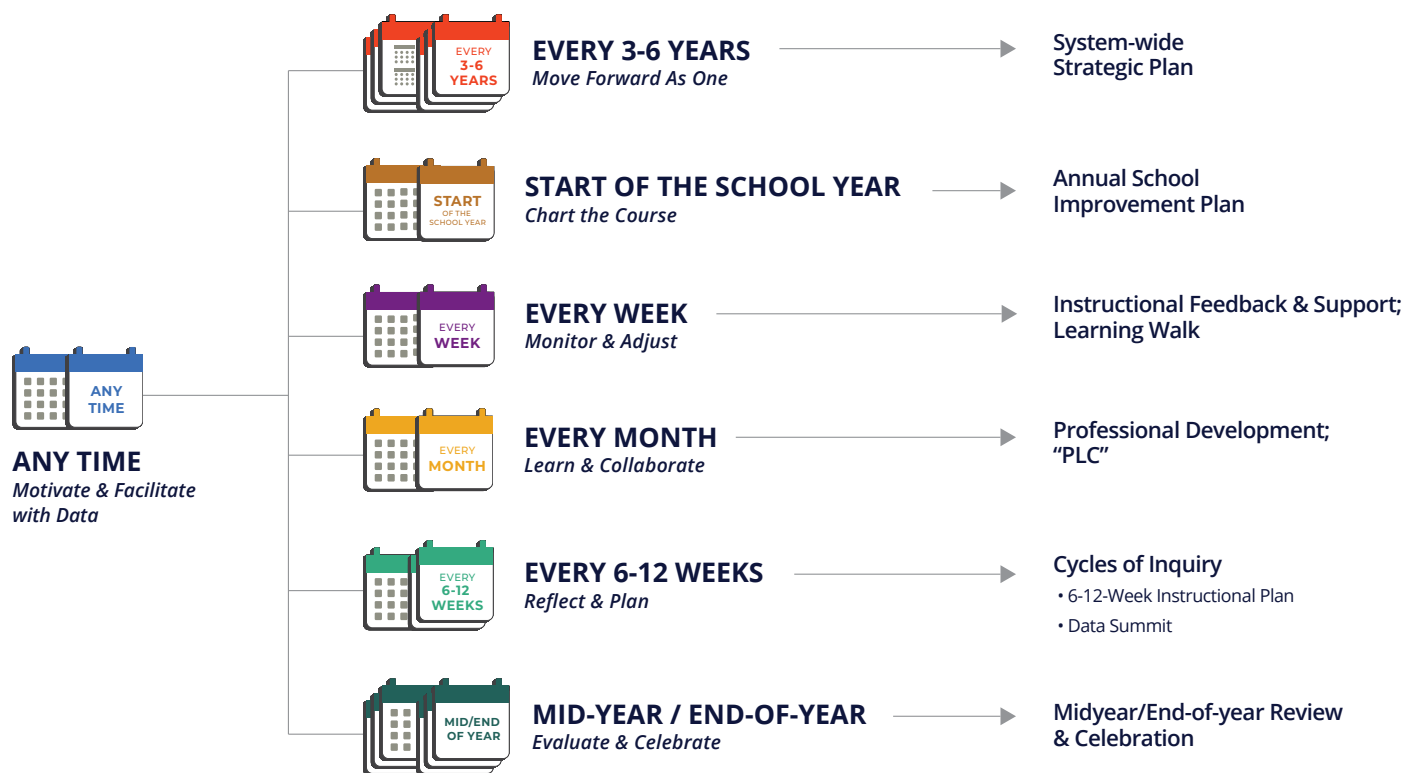 ANY
TIME
ANY TIME
Motivate & Facilitate
with Data
EVERY
3-6
YEARS
EVERY 3-6 YEARS
Move Forward As One
System-wide
Strategic Plan
START
OF THE
SCHOOL YEAR
START OF THE SCHOOL YEAR
Chart the Course
Annual School
Improvement Plan
EVERY
WEEK
EVERY WEEK
Monitor & Adjust
Instructional Feedback & Support;
Learning Walk
EVERY
MONTH
EVERY MONTH
Learn & Collaborate
Professional Development;
“PLC”
EVERY
6-12
WEEKS
EVERY 6-12 WEEKS
Reflect & Plan
Cycles of Inquiry
• 6-12-Week Instructional Plan
• Data Summit
MID/END
OF YEAR
MID-YEAR / END-OF-YEAR
Evaluate & Celebrate
Midyear/End-of-year Review
& Celebration